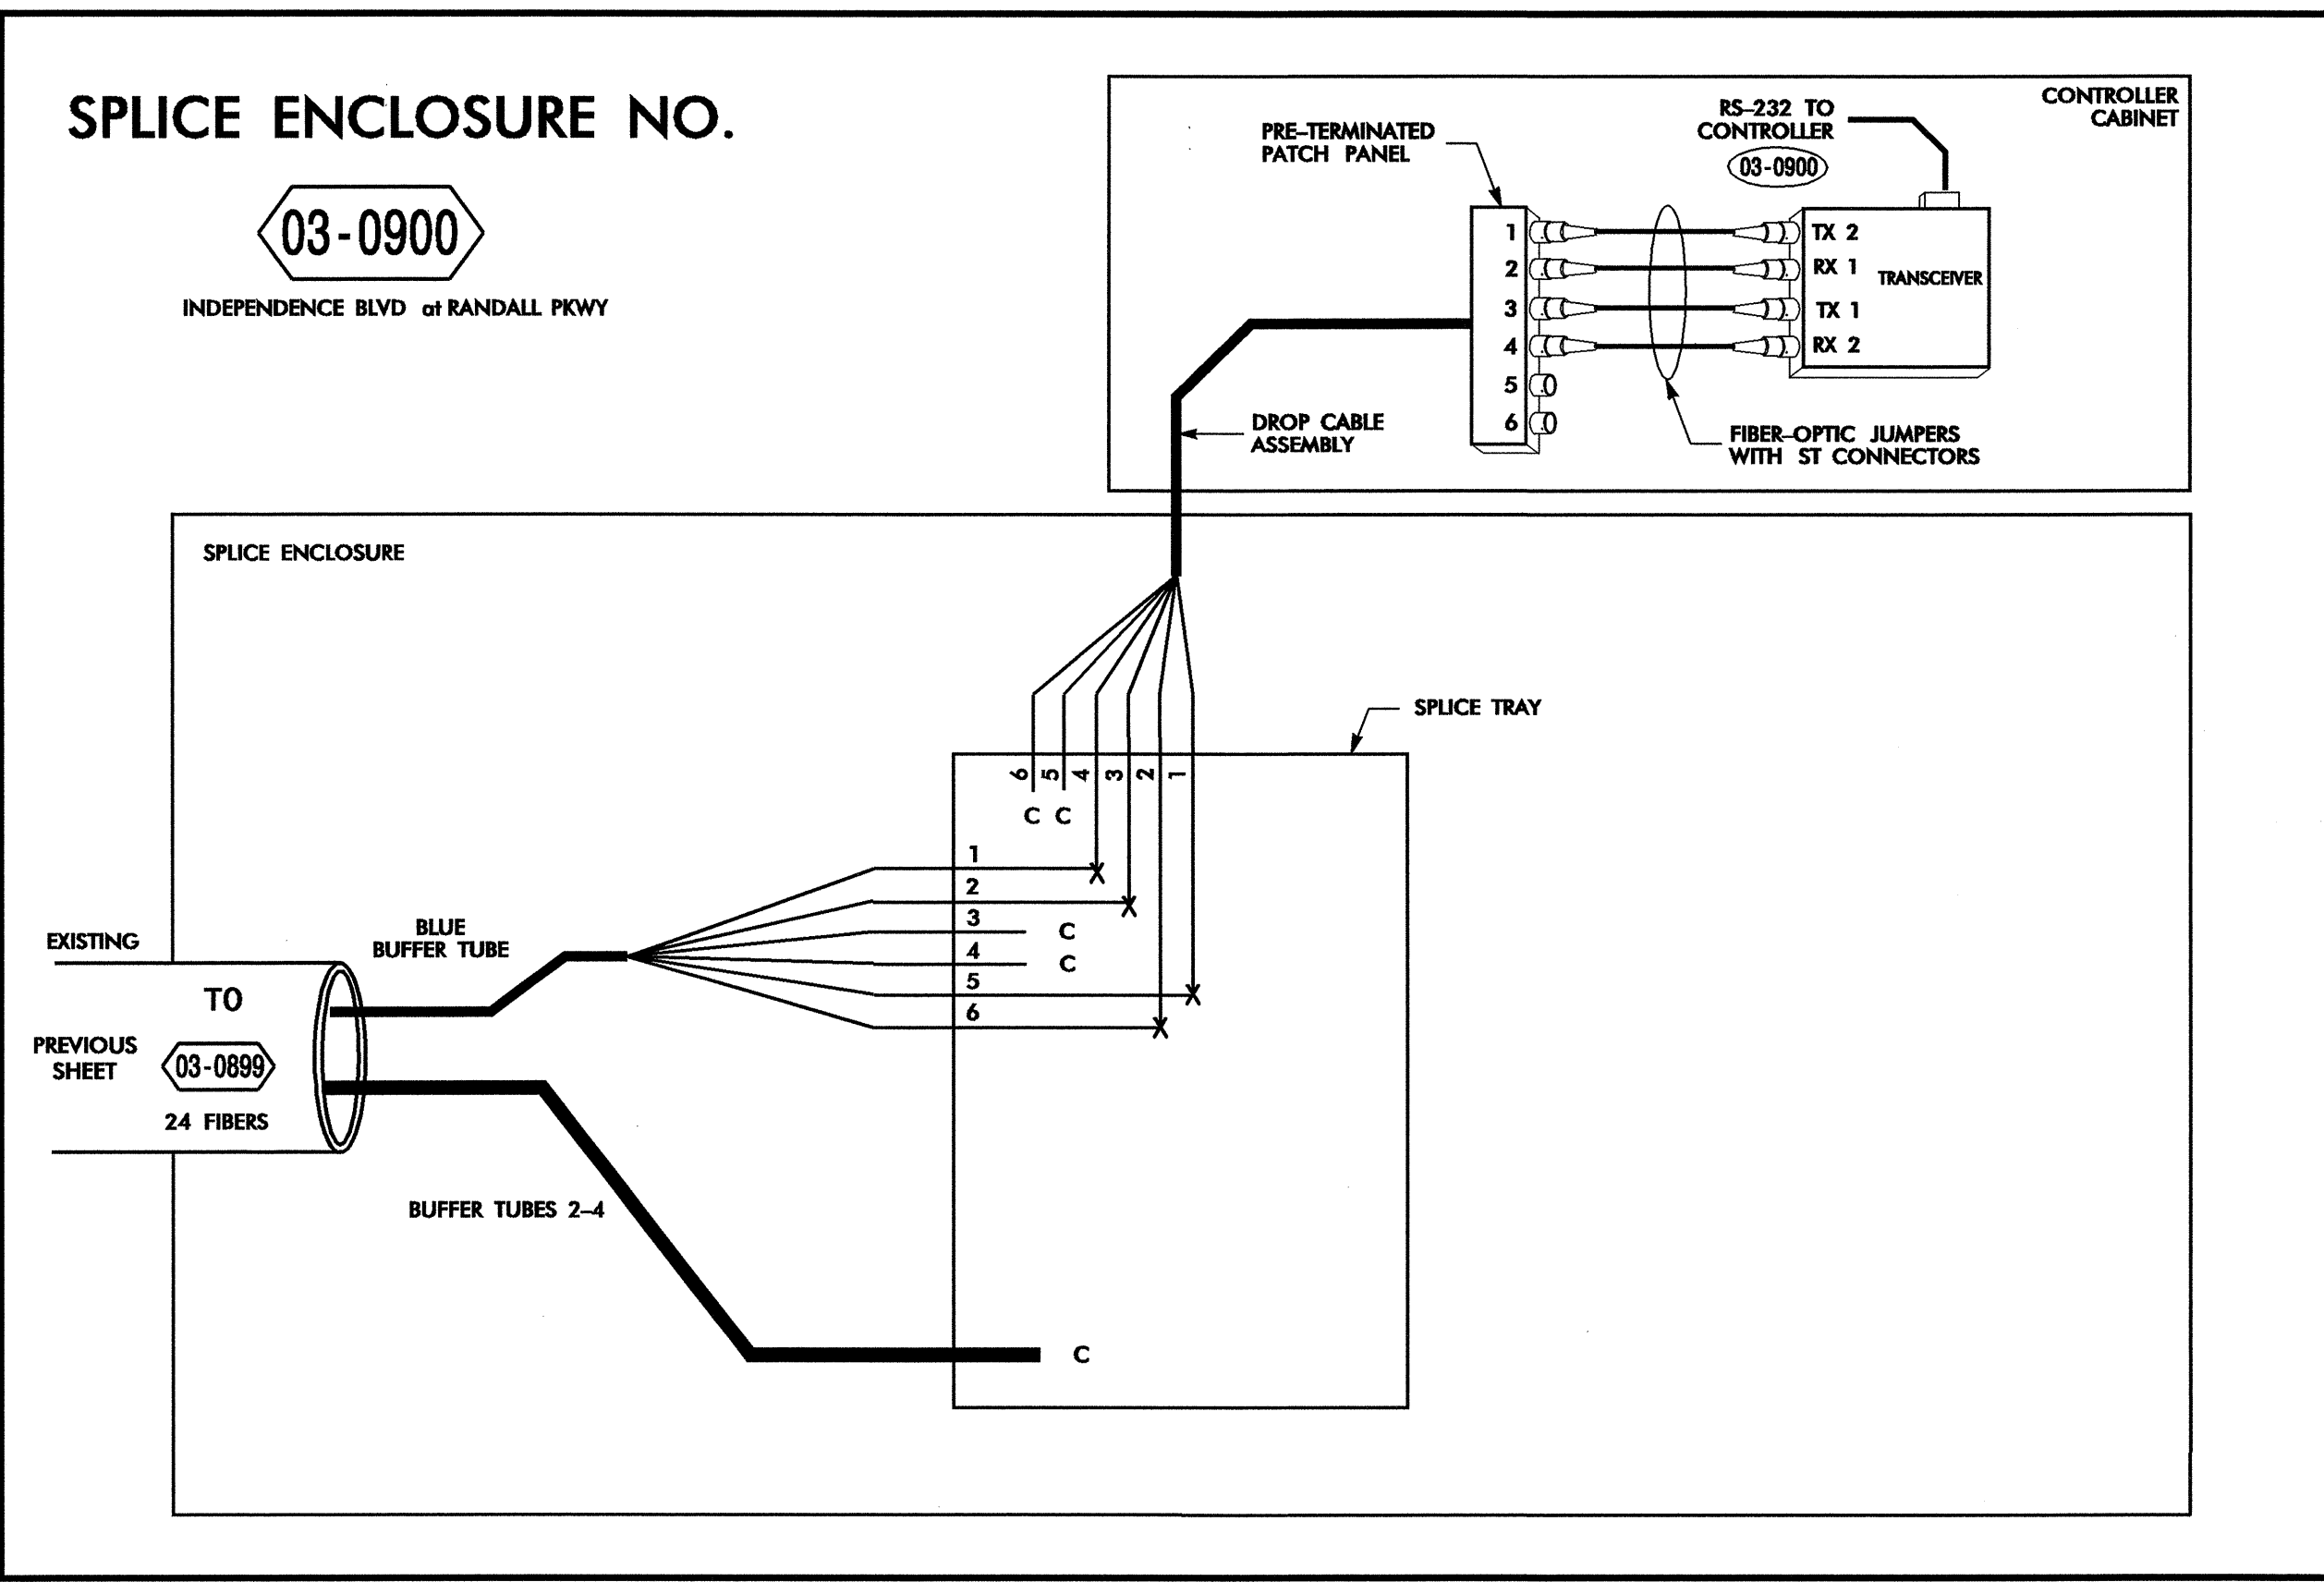 SPLICE ENCLOSURE NO.
03-0900
INDEPENDENCE BLVD at RANDALL PKWY
CONTROLLER
CABINET
RS-232 TO
CONTROLLER
03-0900
PRE-TERMINATED
PATCH PANEL
1
2
3
4
5
6
TX 2
RX 1
TX 1
RX 2
TRANSCEIVER
DROP CABLE
ASSEMBLY
FIBER-OPTIC JUMPERS
WITH ST CONNECTORS
SPLICE ENCLOSURE
SPLICE TRAY
6 5 4 3 2 1
C C
1
2
3 C
4 C
5
6
BLUE
BUFFER TUBE
EXISTING
TO
PREVIOUS
SHEET
03-0899
24 FIBERS
BUFFER TUBES 2-4
C